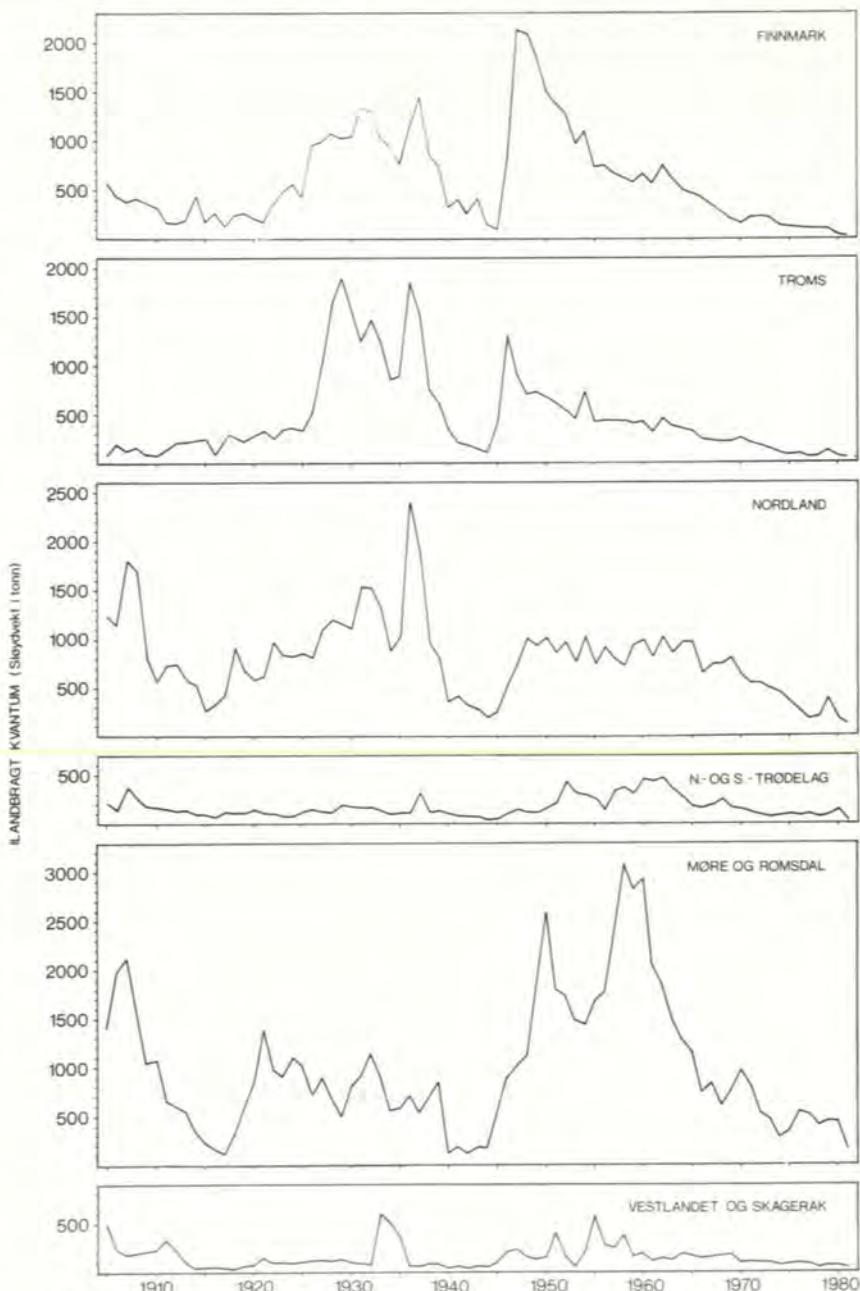 ILANDBRAGT KVANTUM (Sløydvekt i tonn)
FINNMARK
2000
1500
1000
500
TROMS
2000
1500
1000
500
NORDLAND
2500
2000
1500
1000
500
N.- OG S. - TRØDELAG
500
MØRE OG ROMSDAL
3000
2500
2000
1500
1000
500
VESTLANDET OG SKAGERAK
500
1910 1920 1930 1940 1950 1960 1970 1980